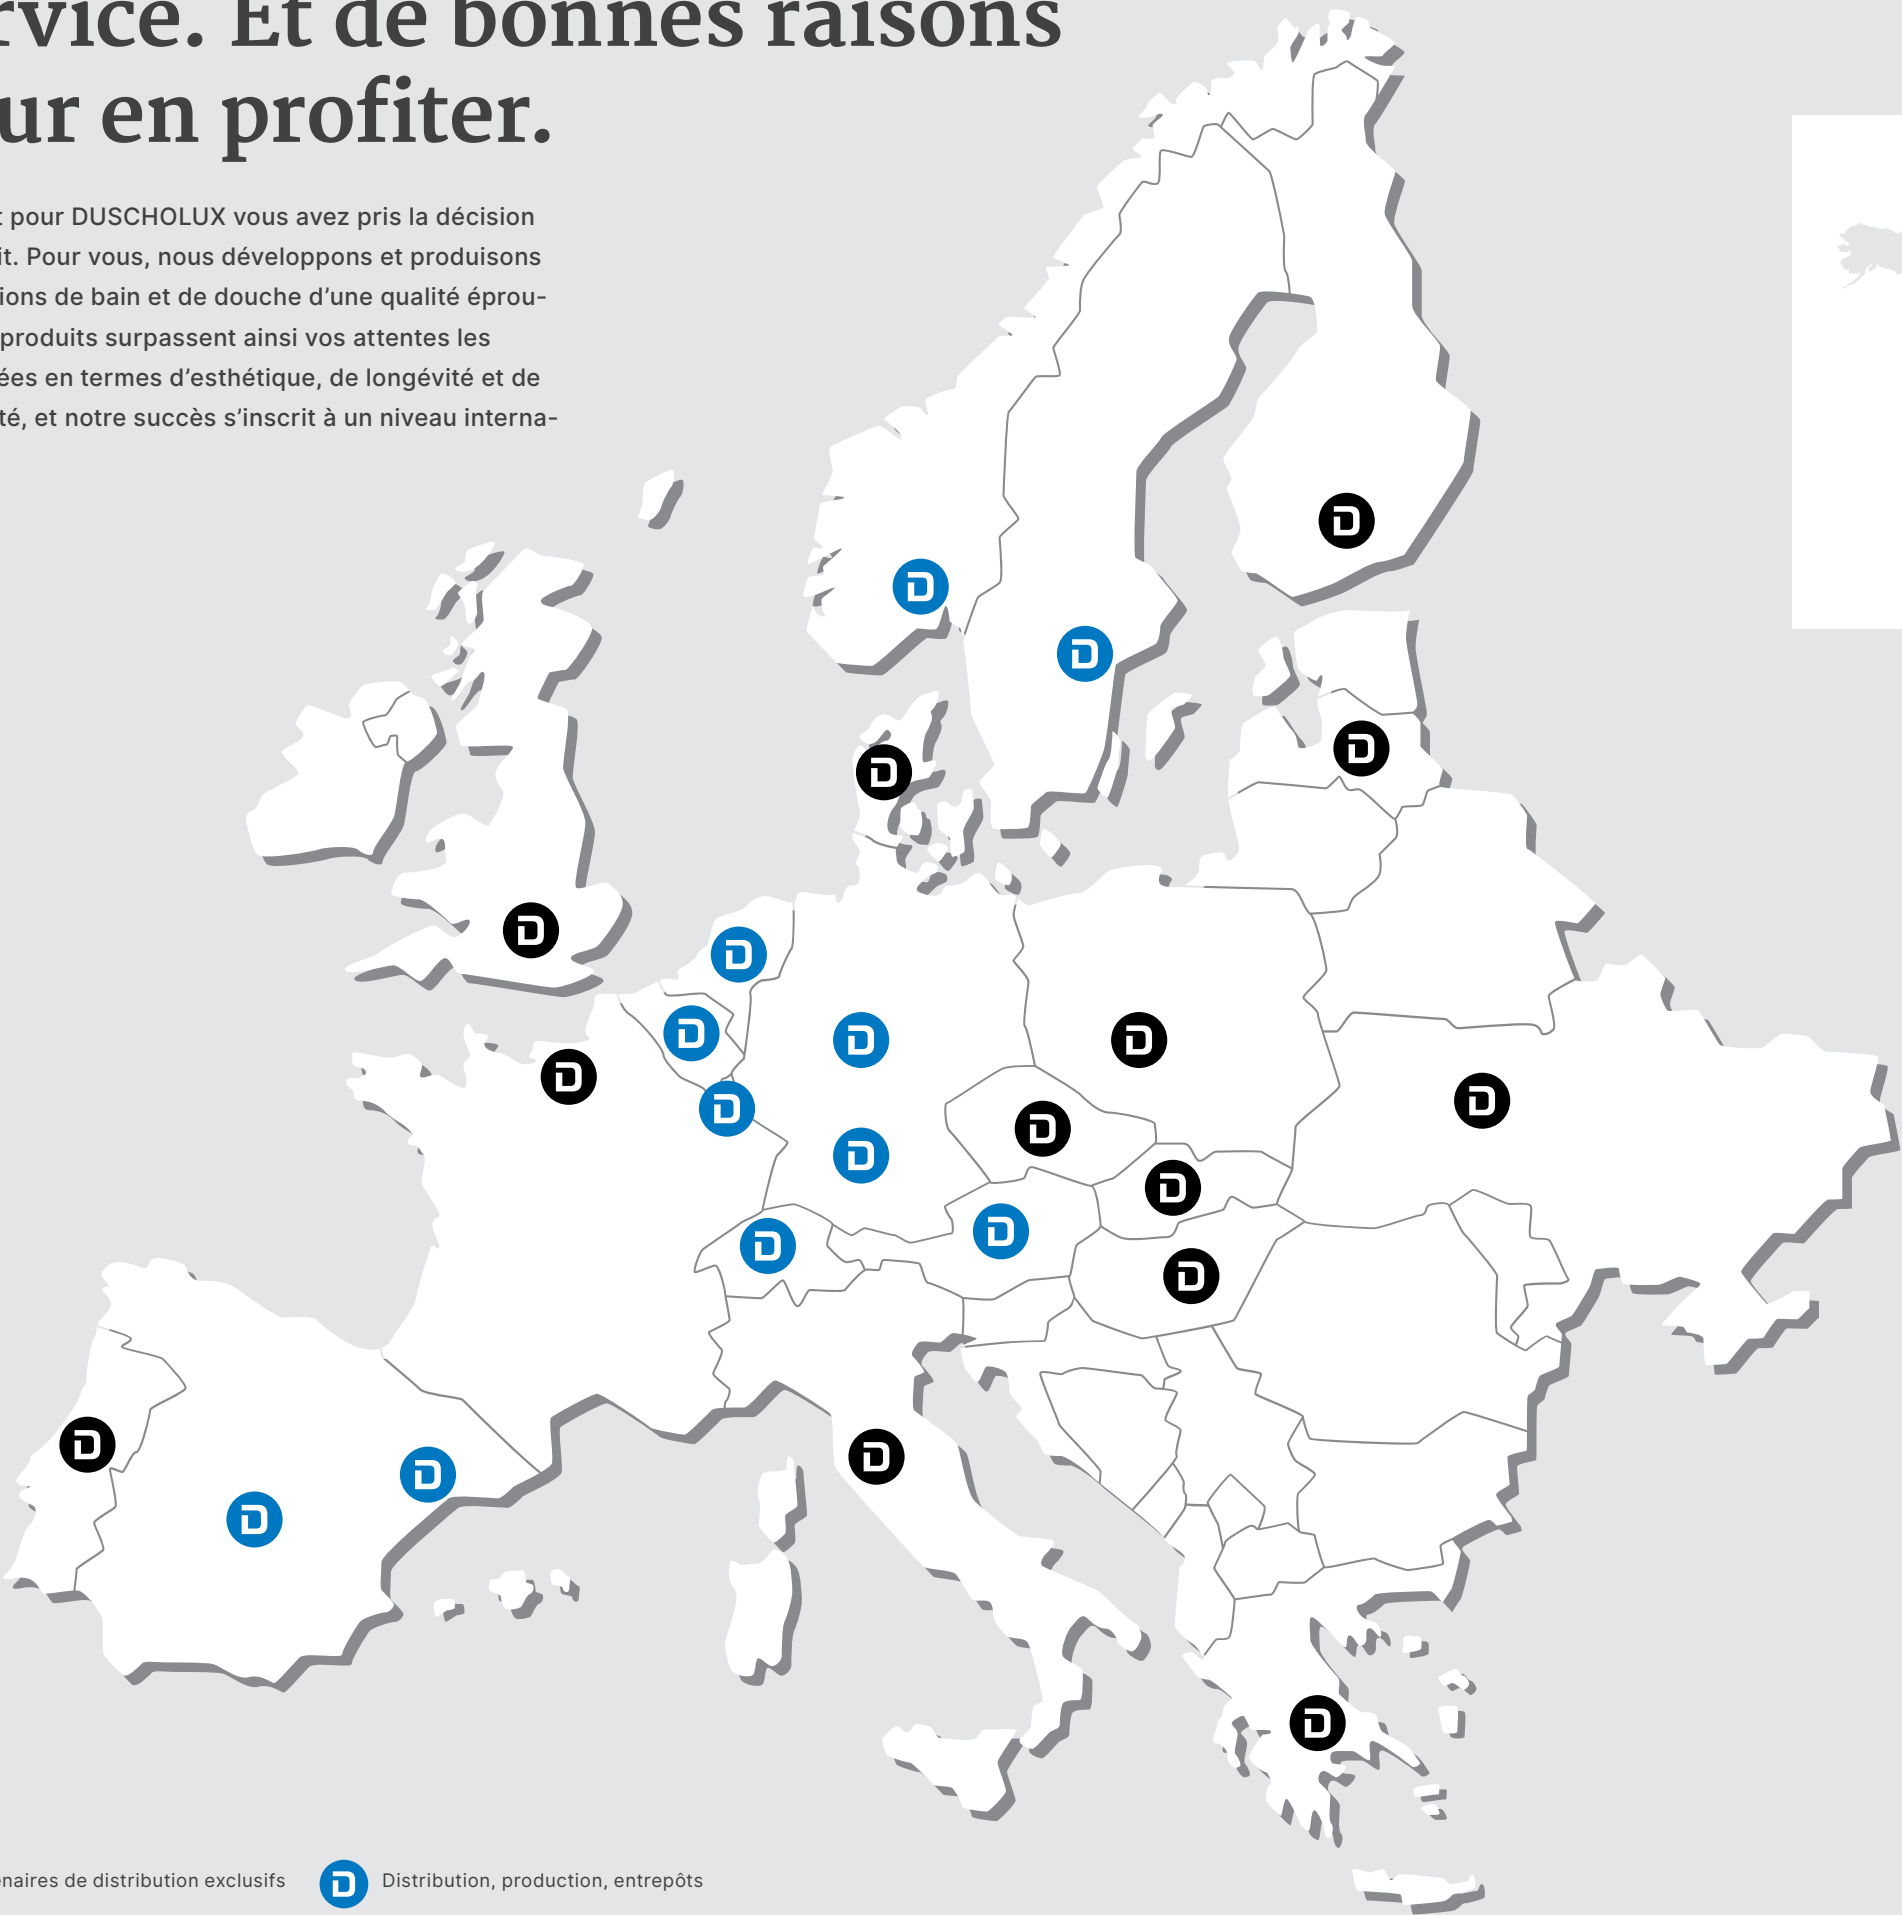 rvice. Et de bonnes raisons
ur en profiter.
t pour DUSCHOLUX vous avez pris la décision
it. Pour vous, nous développons et produisons
ions de bain et de douche d’une qualité éprou-
produits surpassent ainsi vos attentes les
ées en termes d’esthétique, de longévité et de
té, et notre succès s’inscrit à un niveau interna-
enaires de distribution exclusifs
Distribution, production, entrepôts